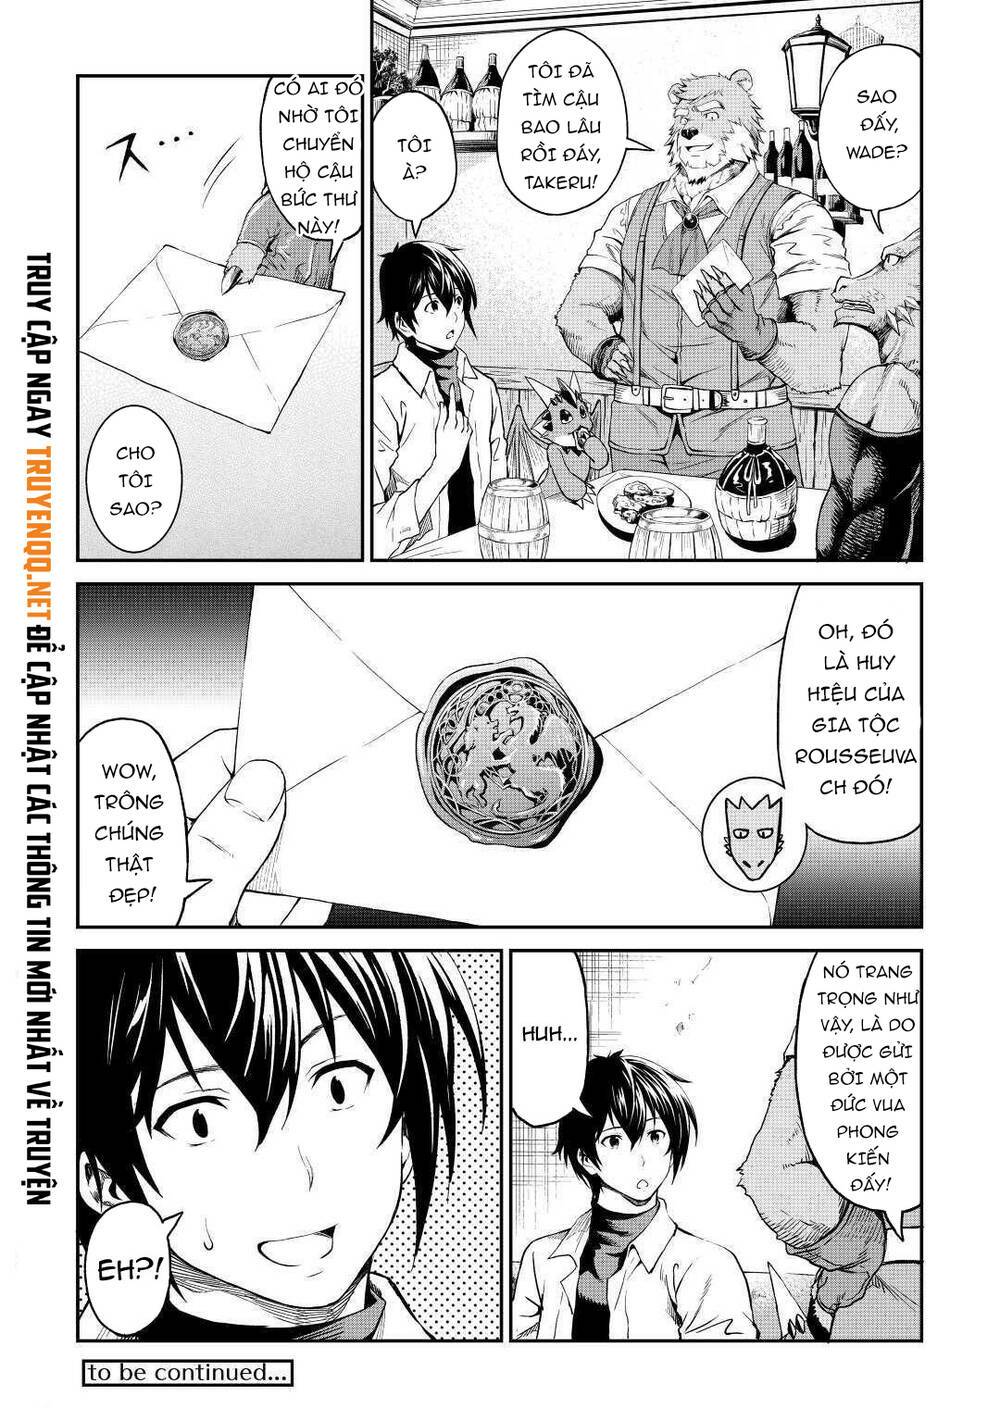 SAO
ĐẤY,
WADE?
TÔI ĐÃ
TÌM CẬU
BAO LÂU
RỒI ĐÁY,
TAKERU!
TÔI
À?
CÓ AI ĐÓ
NHỜ TÔI
CHUYỂN
HỘ CẬU
BỨC THƯ
NÀY!
ス…
CHO
TÔI
SAO?
OH, ĐÓ
LÀ HUY
HIỆU CỦA
GIA TỘC
ROUSSEUVA
CH ĐÓ!
WOW,
TRÔNG
CHÚNG
THẬT
ĐẸP!
NÓ TRANG
TRỌNG NHƯ
VẬY, LÀ DO
ĐƯỢC GỬI
BỞI MỘT
ĐỨC VUA
PHONG
KIẾN
ĐẤY!
HUH...
EH?!
to be continued...
TRUY CẬP NGAY TRUYENQQ.NET ĐỂ CẬP NHẬT CÁC THÔNG TIN MỚI NHẤT VỀ TRUYỆN